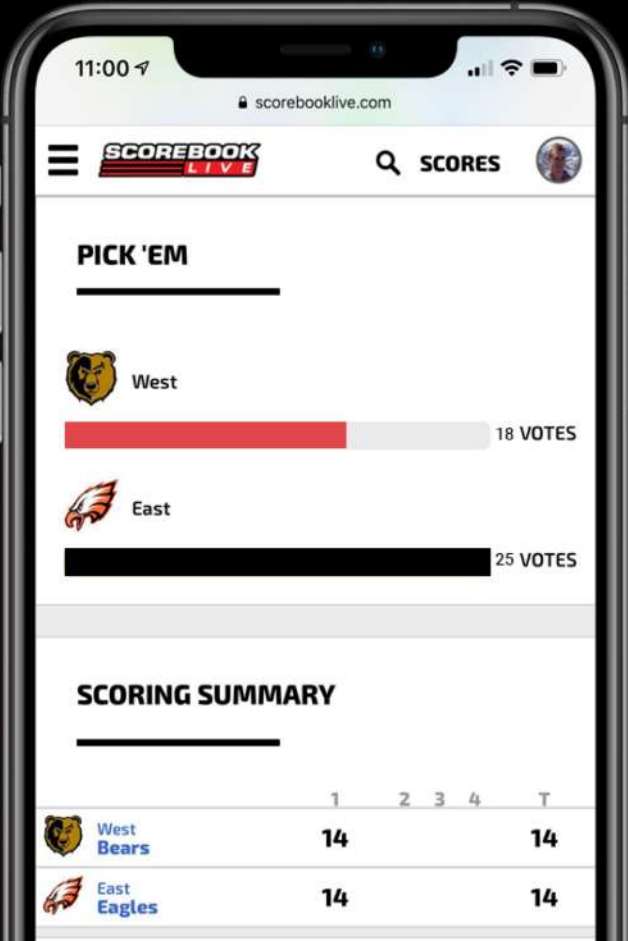 11:00
scorebooklive.com
SCOREBOOK
LIVE
SCORES
PICK 'EM
West
18 VOTES
East
25 VOTES
SCORING SUMMARY
1 2 3 4 T
West
Bears 14 14
East
Eagles 14 14